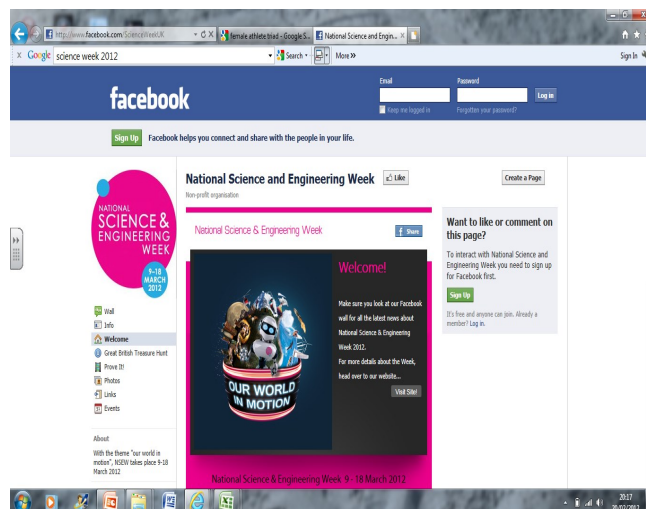 http://www.facebook.com/ScienceWeekUK
female athlete triad - Google S...
National Science and Engin...
x Google science week 2012
Search
More »
Sign In
facebook
Email
Password
Log in
Keep me logged in
Forgotten your password?
Sign Up
Facebook helps you connect and share with the people in your life.
NATIONAL
SCIENCE &
ENGINEERING
WEEK
9-18
MARCH
2012
Wall
Info
Welcome
Great British Treasure Hunt
Prove It!
Photos
Links
Events
About
With the theme "our world in
motion", NSEW takes place 9-18
March 2012
National Science and Engineering Week
Like
Non-profit organisation
National Science & Engineering Week
Share
OUR WORLD
IN MOTION
Welcome!
Make sure you look at our Facebook
wall for all the latest news about
National Science & Engineering
Week 2012.
For more details about the Week,
head over to our website...
Visit Site!
National Science & Engineering Week 9 - 18 March 2012
Create a Page
Want to like or comment on
this page?
To interact with National Science and
Engineering Week you need to sign up
for Facebook first.
Sign Up
It's free and anyone can join. Already a
member? Log in.
20:17
20/02/2012